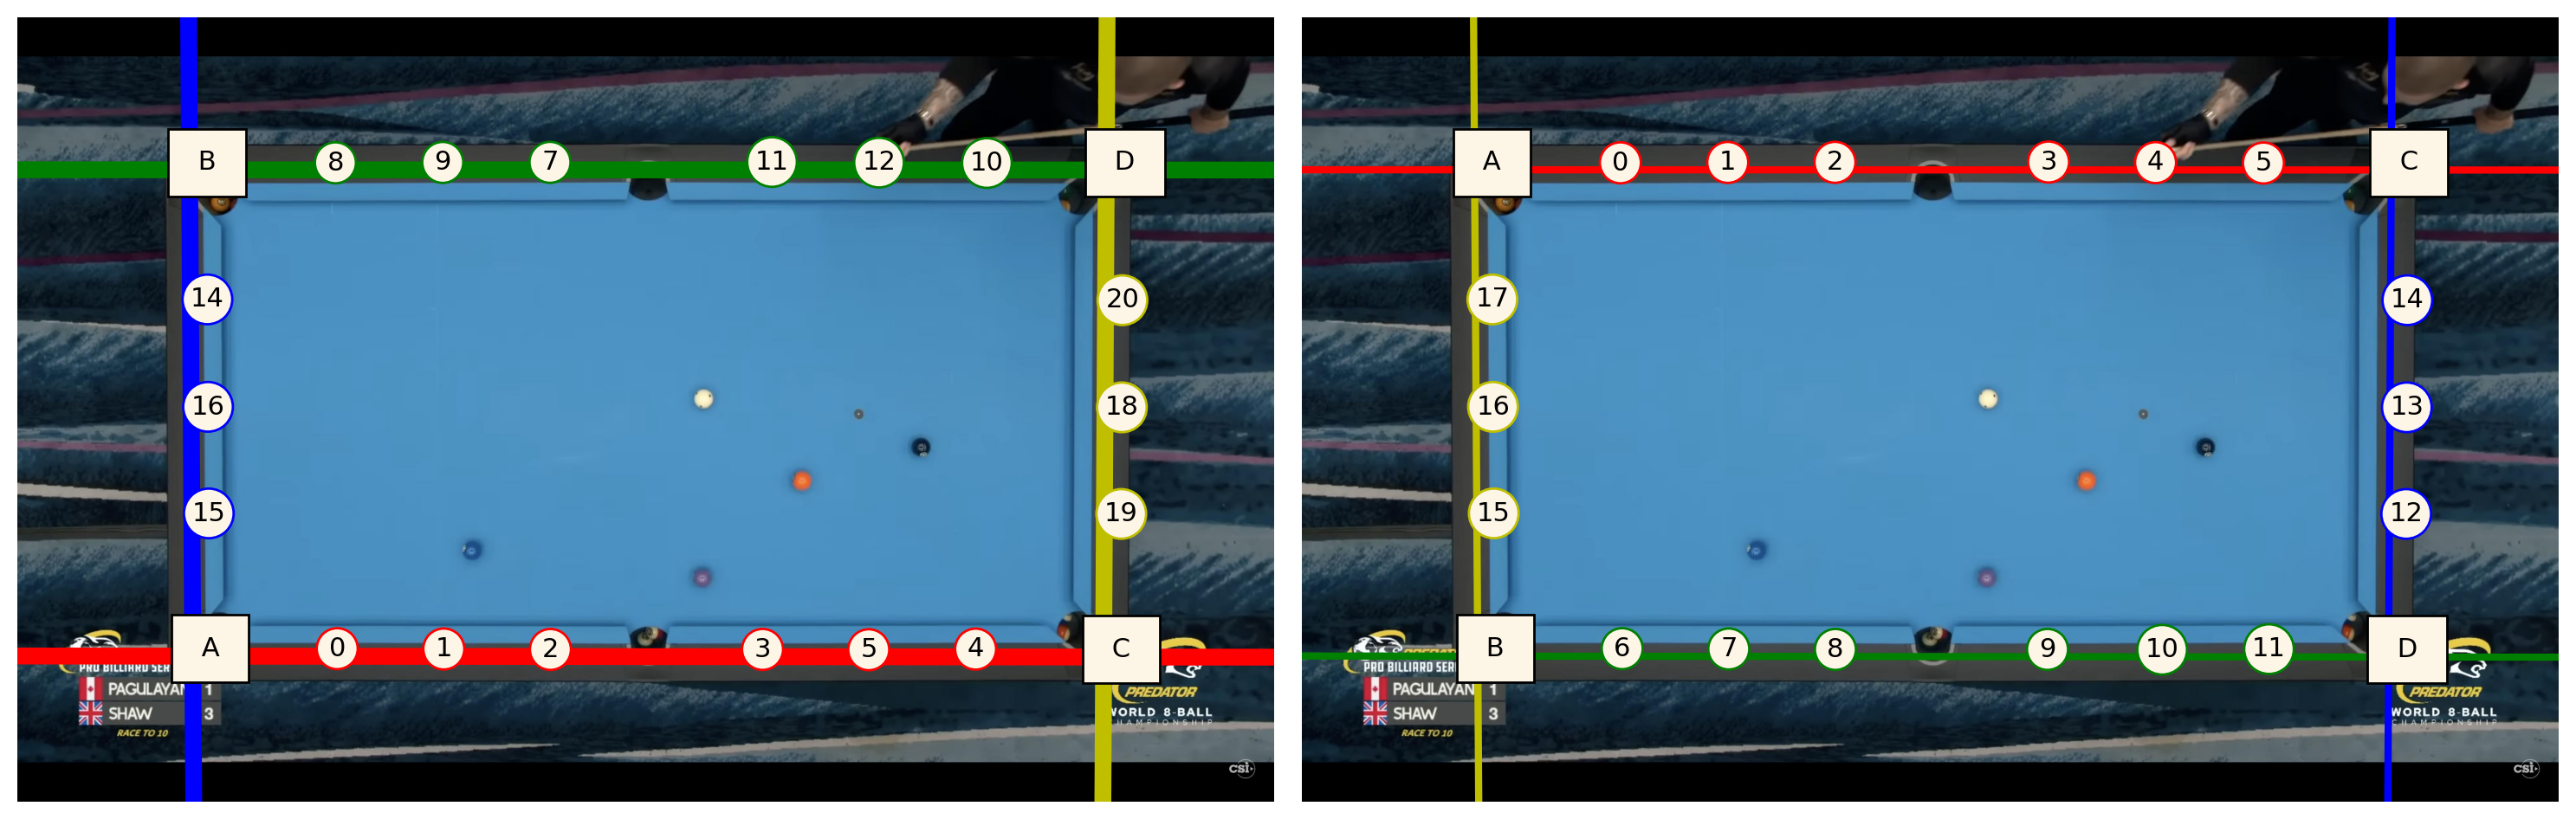 B 8 9 7 11 12 10 D
14 20
16 18
15 19
A 0 1 2 3 5 4 C
PRO BILLIARD SER
PAGULAYAN 1
SHAW 3
RACE TO 10
PREDATOR
WORLD 8-BALL
CHAMPIONSHIP
CSI
A 0 1 2 3 4 5 C
17 14
16 13
15 12
B 6 7 8 9 10 11 D
PRO BILLIARD SERI
PAGULAYAN 1
SHAW 3
RACE TO 10
PREDATOR
WORLD 8-BALL
CHAMPIONSHIP
CSI